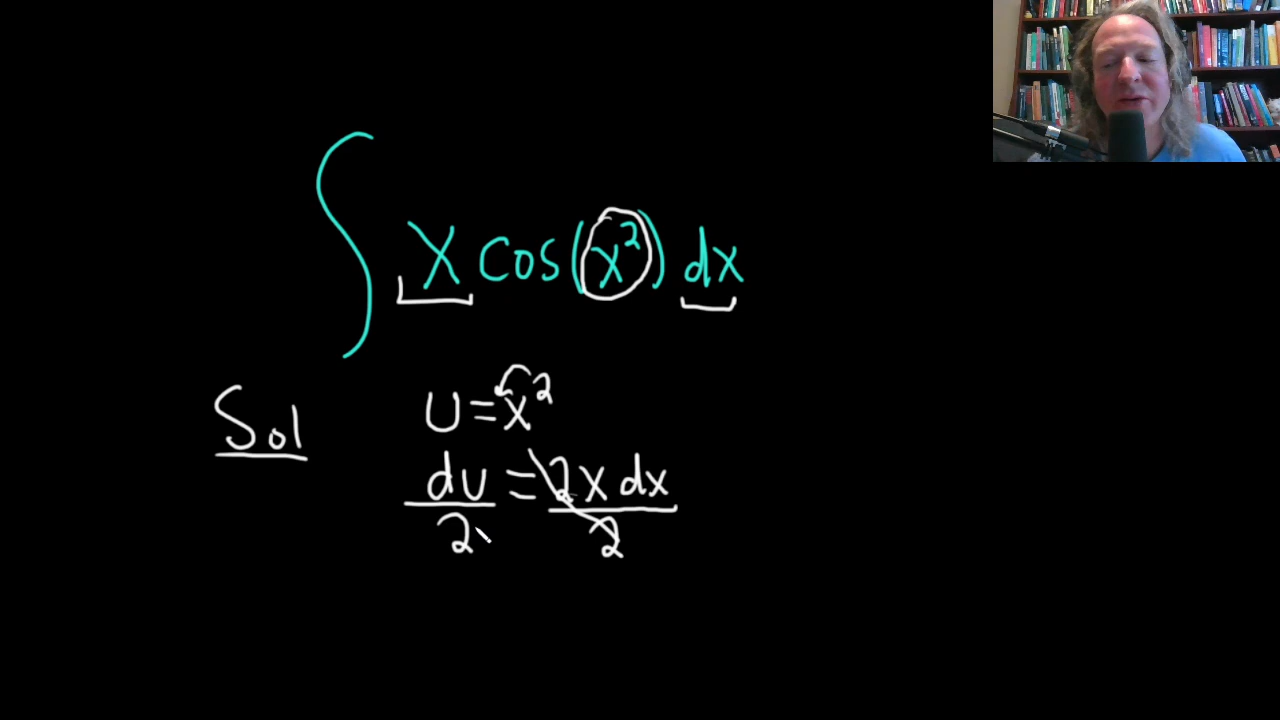 ∫ x cos(x²) dx
Sol
U = x²
du/2 = 2x dx/2